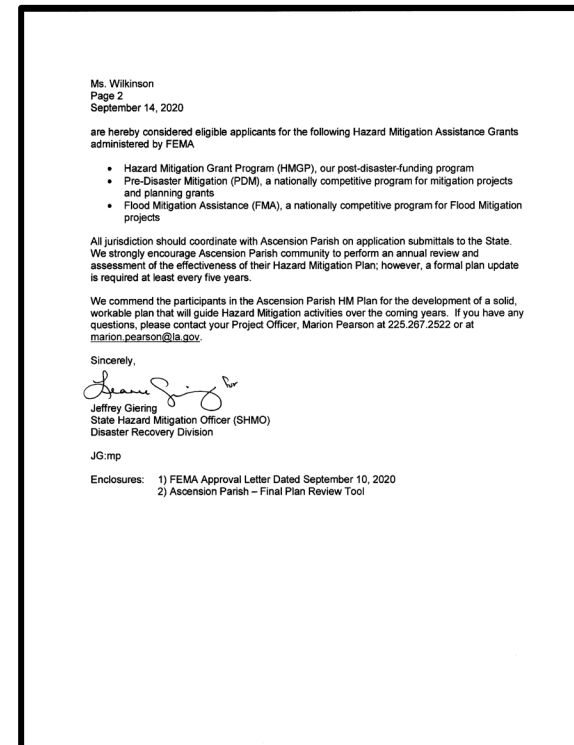 Ms. Wilkinson
Page 2
September 14, 2020
are hereby considered eligible applicants for the following Hazard Mitigation Assistance Grants
administered by FEMA
• Hazard Mitigation Grant Program (HMGP), our post-disaster-funding program
• Pre-Disaster Mitigation (PDM), a nationally competitive program for mitigation projects
and planning grants
• Flood Mitigation Assistance (FMA), a nationally competitive program for Flood Mitigation
projects
All jurisdiction should coordinate with Ascension Parish on application submittals to the State.
We strongly encourage Ascension Parish community to perform an annual review and
assessment of the effectiveness of their Hazard Mitigation Plan; however, a formal plan update
is required at least every five years.
We commend the participants in the Ascension Parish HM Plan for the development of a solid,
workable plan that will guide Hazard Mitigation activities over the coming years. If you have any
questions, please contact your Project Officer, Marion Pearson at 225.267.2522 or at
marion.pearson@la.gov.
Sincerely,
for
Jeffrey Giering
State Hazard Mitigation Officer (SHMO)
Disaster Recovery Division
JG:mp
Enclosures: 1) FEMA Approval Letter Dated September 10, 2020
2) Ascension Parish – Final Plan Review Tool